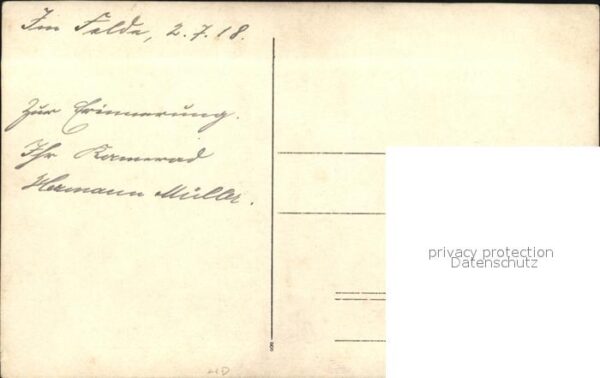 Im Felde, 2.7.18.
Zur Erinnerung.
Ihr Kamerad
Hermann Müller.
privacy protection
Datenschutz